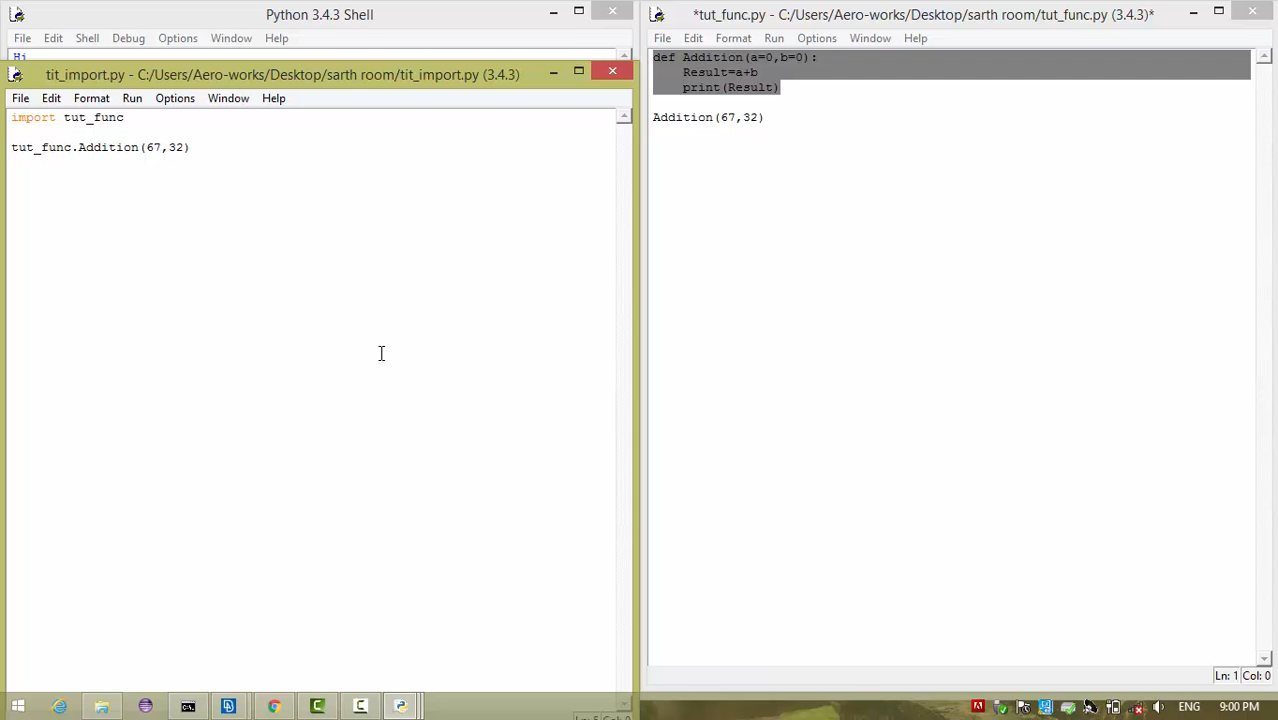 Python 3.4.3 Shell
File Edit Shell Debug Options Window Help
Hi
tit_import.py - C:/Users/Aero-works/Desktop/sarth room/tit_import.py (3.4.3)
File Edit Format Run Options Window Help
import tut_func
tut_func.Addition(67,32)
*tut_func.py - C:/Users/Aero-works/Desktop/sarth room/tut_func.py (3.4.3)*
File Edit Format Run Options Window Help
def Addition(a=0,b=0):
Result=a+b
print(Result)
Addition(67,32)
Ln: 1 Col: 0
ENG 9:00 PM